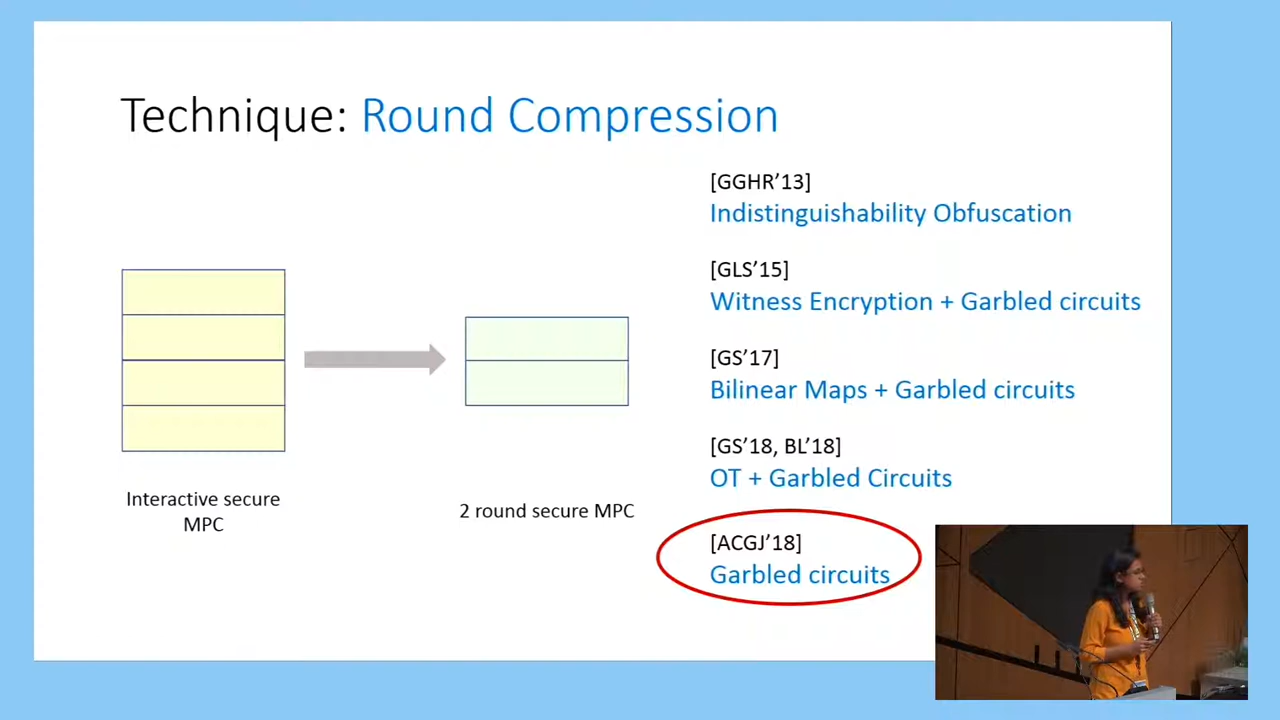 Technique: Round Compression
[GGHR'13]
Indistinguishability Obfuscation
[GLS'15]
Witness Encryption + Garbled circuits
[GS'17]
Bilinear Maps + Garbled circuits
[GS'18, BL'18]
OT + Garbled Circuits
[ACGJ'18]
Garbled circuits
Interactive secure
MPC
2 round secure MPC